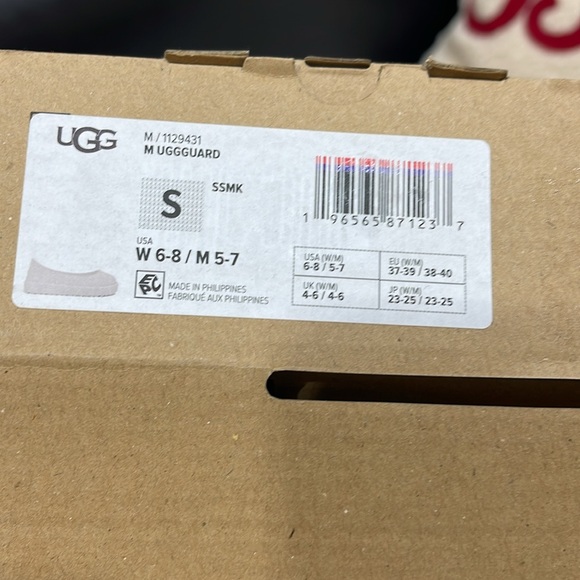 UGG
M / 1129431
M UGGGUARD
S
SSMK
1 96565 87123 7
USA
W 6-8 / M 5-7
MADE IN PHILIPPINES
FABRIQUÉ AUX PHILIPPINES
USA (W/M)
6-8 / 5-7
EU (W/M)
37-39 / 38-40
UK (W/M)
4-6 / 4-6
JP (W/M)
23-25 / 23-25